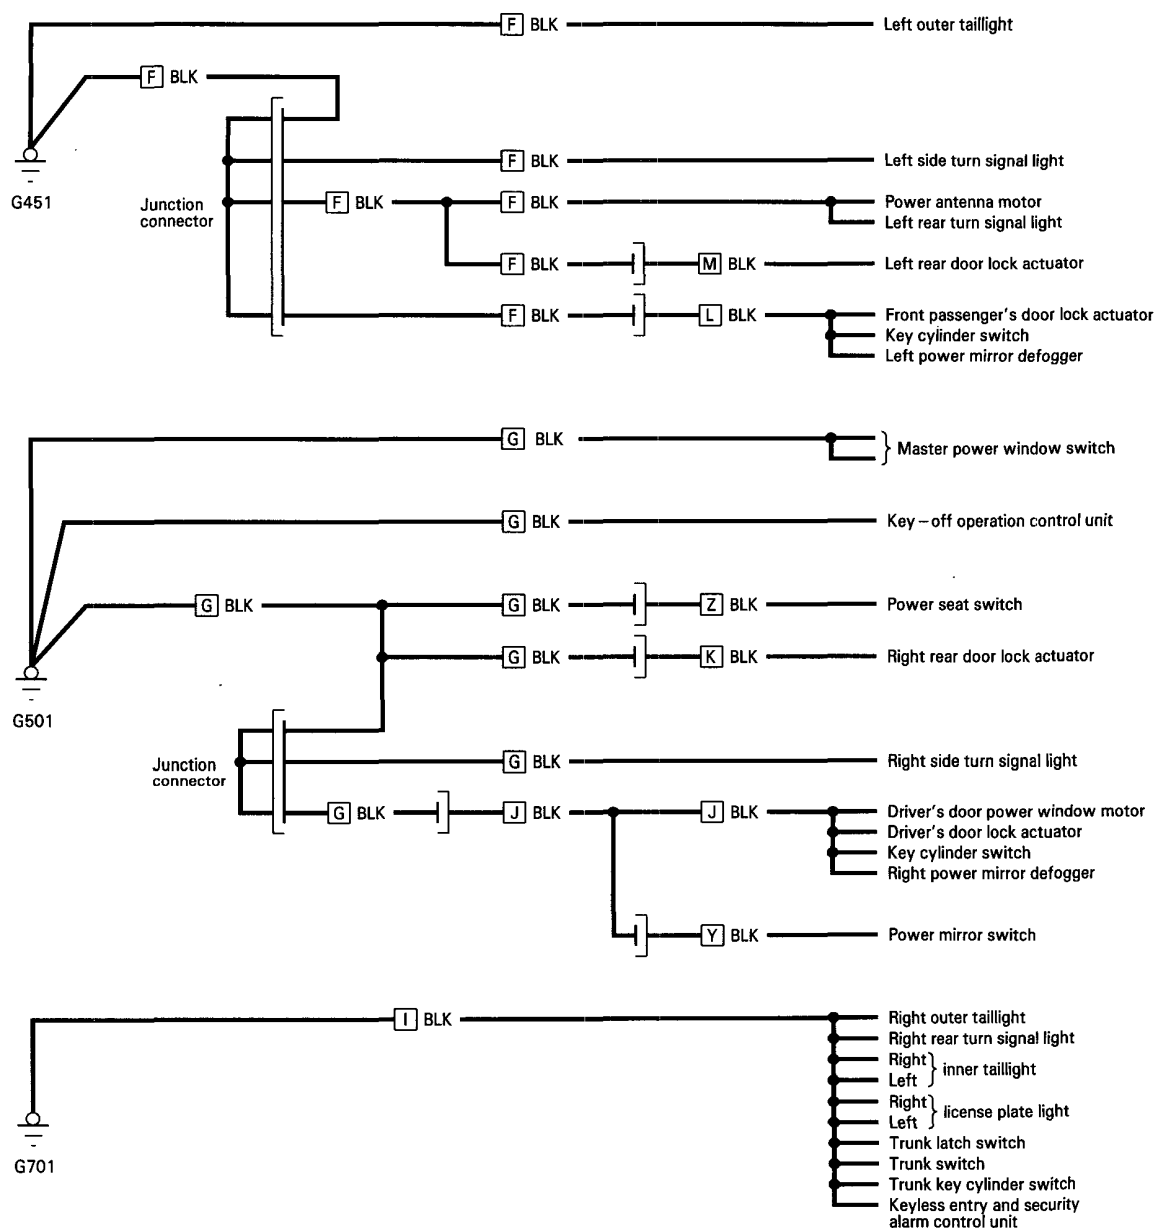 F BLK Left outer taillight
F BLK
F BLK Left side turn signal light
G451
Junction
connector
F BLK F BLK Power antenna motor
Left rear turn signal light
F BLK M BLK Left rear door lock actuator
F BLK L BLK Front passenger's door lock actuator
Key cylinder switch
Left power mirror defogger
G BLK Master power window switch
G BLK Key – off operation control unit
G BLK G BLK Z BLK Power seat switch
G BLK K BLK Right rear door lock actuator
G501
Junction
connector
G BLK Right side turn signal light
G BLK J BLK J BLK Driver's door power window motor
Driver's door lock actuator
Key cylinder switch
Right power mirror defogger
Y BLK Power mirror switch
I BLK Right outer taillight
Right rear turn signal light
Right
Left
inner taillight
Right
Left
license plate light
G701
Trunk latch switch
Trunk switch
Trunk key cylinder switch
Keyless entry and security
alarm control unit